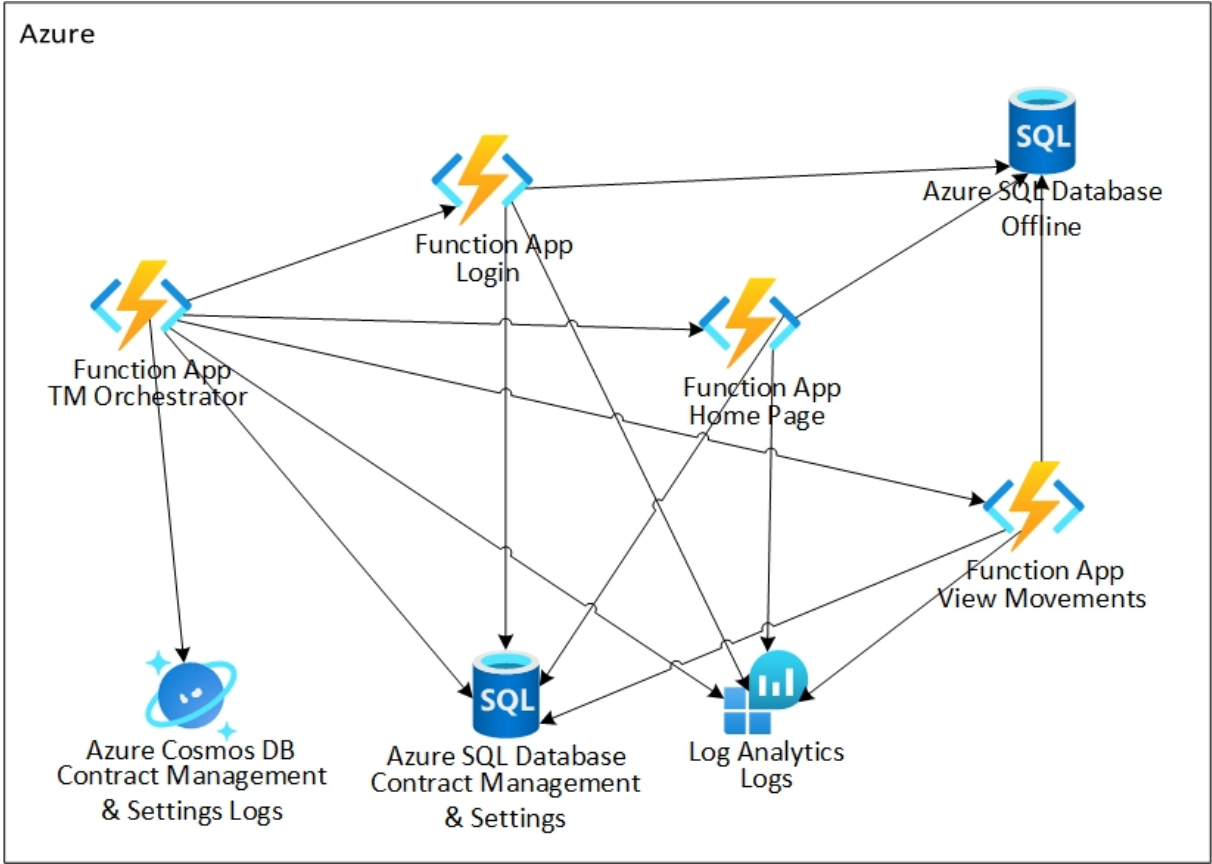 Azure
SQL
Azure SQL Database
Offline
Function App
Login
Function App
TM Orchestrator
Function App
Home Page
Function App
View Movements
SQL
Azure Cosmos DB
Contract Management
& Settings Logs
Azure SQL Database
Contract Management
& Settings
Log Analytics
Logs